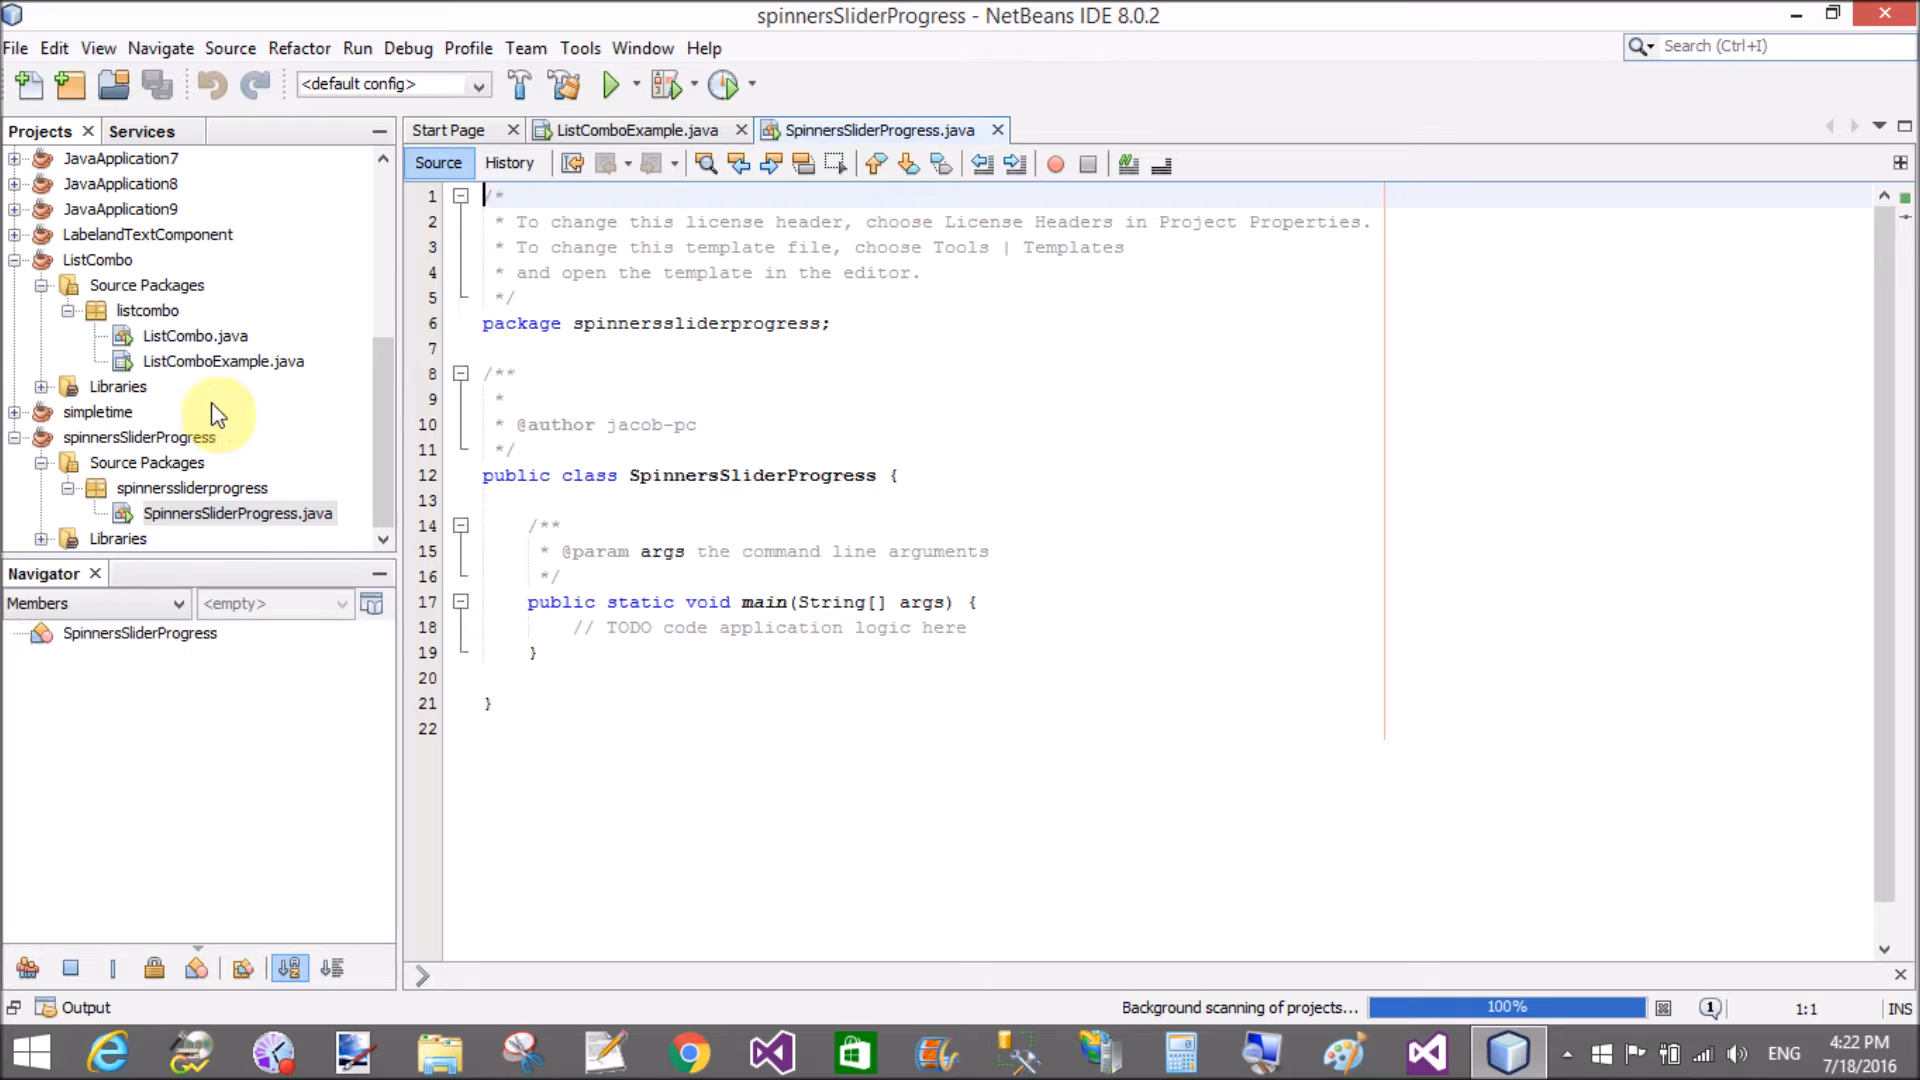 spinnersSliderProgress - NetBeans IDE 8.0.2
File Edit View Navigate Source Refactor Run Debug Profile Team Tools Window Help
Search (Ctrl+I)
<default config>
Projects Services
Start Page ListComboExample.java SpinnersSliderProgress.java
Source History
JavaApplication7
JavaApplication8
JavaApplication9
LabelandTextComponent
ListCombo
Source Packages
listcombo
ListCombo.java
ListComboExample.java
Libraries
simpletime
spinnersSliderProgress
Source Packages
spinnerssliderprogress
SpinnersSliderProgress.java
Libraries
Navigator
Members <empty>
SpinnersSliderProgress
1 /*
2 * To change this license header, choose License Headers in Project Properties.
3 * To change this template file, choose Tools | Templates
4 * and open the template in the editor.
5 */
6 package spinnerssliderprogress;
7
8 /**
9 *
10 * @author jacob-pc
11 */
12 public class SpinnersSliderProgress {
13
14 /**
15 * @param args the command line arguments
16 */
17 public static void main(String[] args) {
18 // TODO code application logic here
19 }
20
21 }
22
Output
Background scanning of projects... 100%
1:1 INS
ENG
4:22 PM
7/18/2016